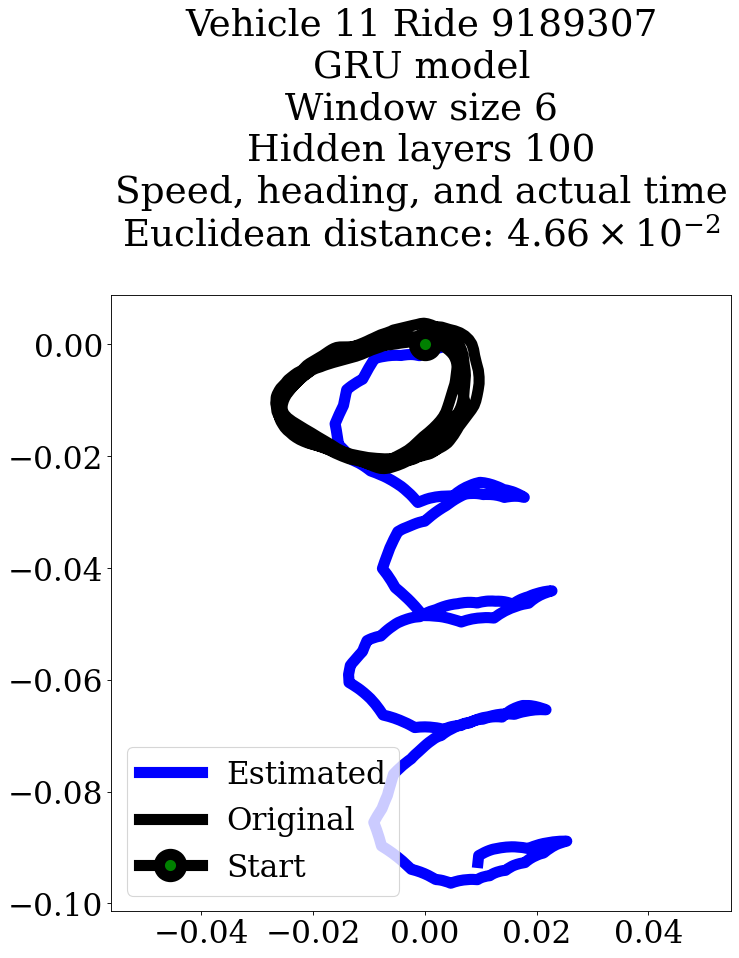 Vehicle 11 Ride 9189307
GRU model
Window size 6
Hidden layers 100
Speed, heading, and actual time
Euclidean distance: 4.66 × 10⁻²
0.00
−0.02
−0.04
−0.06
−0.08
−0.10
Estimated
Original
Start
−0.04 −0.02 0.00 0.02 0.04